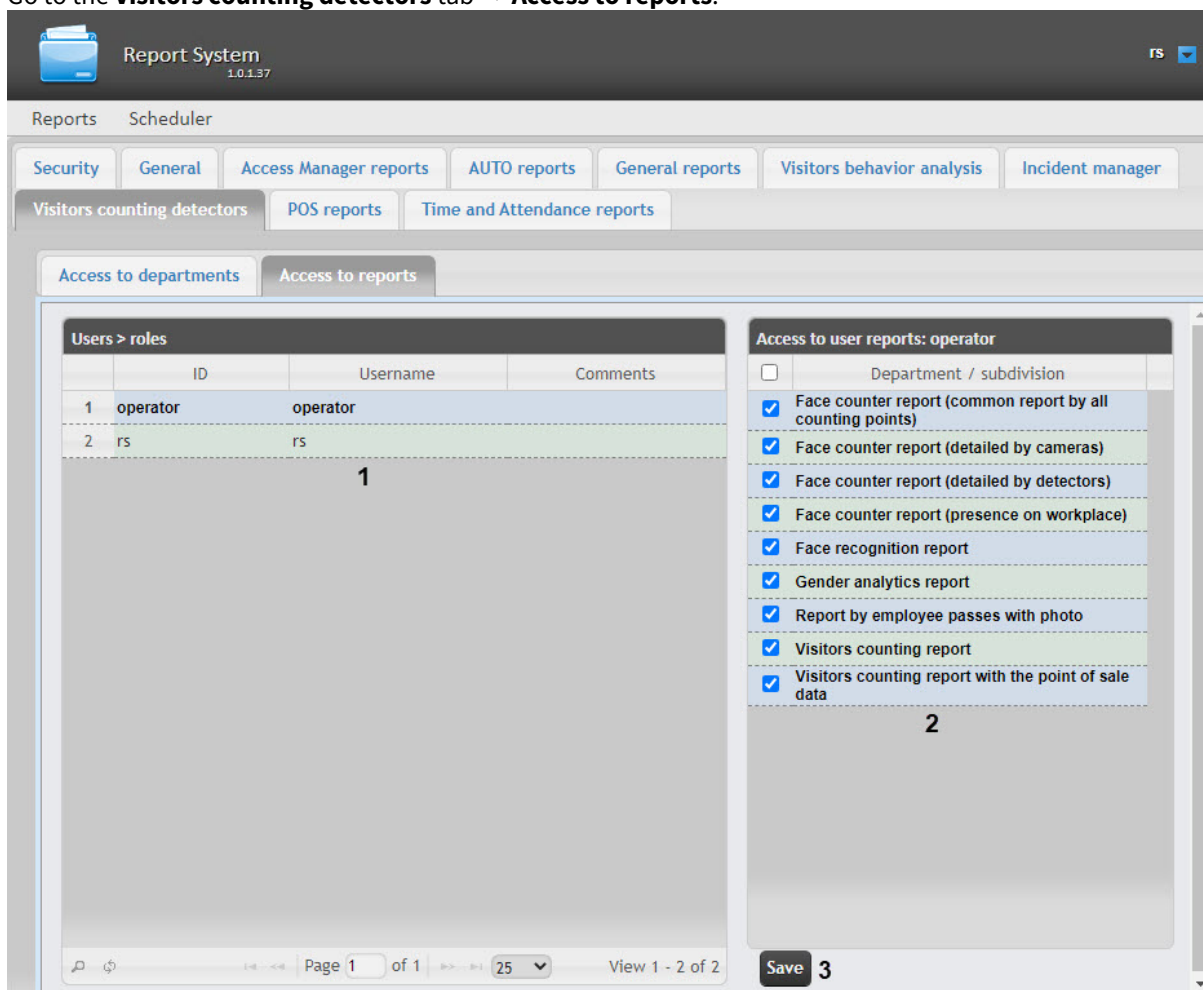 Go to the Visitors counting detectors tab → Access to reports.
Report System
1.0.1.37
rs
Reports Scheduler
Security General Access Manager reports AUTO reports General reports Visitors behavior analysis Incident manager
Visitors counting detectors POS reports Time and Attendance reports
Access to departments Access to reports
Users > roles
ID Username Comments
1 operator operator
2 rs rs
1
Access to user reports: operator
Department / subdivision
Face counter report (common report by all
counting points)
Face counter report (detailed by cameras)
Face counter report (detailed by detectors)
Face counter report (presence on workplace)
Face recognition report
Gender analytics report
Report by employee passes with photo
Visitors counting report
Visitors counting report with the point of sale
data
2
Page 1 of 1 25 View 1 - 2 of 2
Save 3